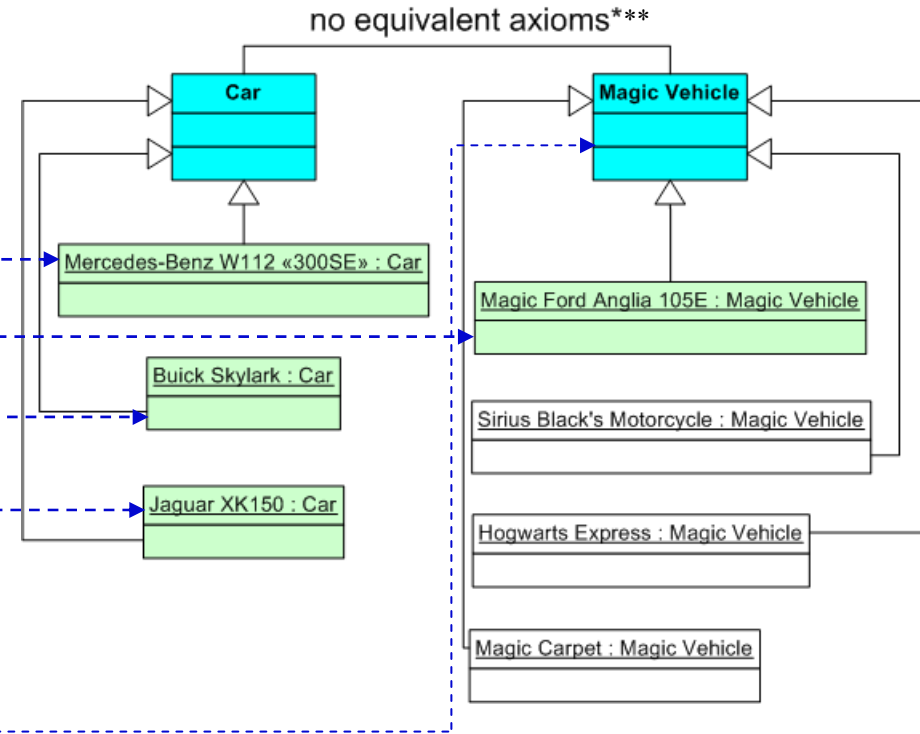 no equivalent axioms***
Car
Magic Vehicle
Mercedes-Benz W112 «300SE» : Car
Magic Ford Anglia 105E : Magic Vehicle
Buick Skylark : Car
Sirius Black's Motorcycle : Magic Vehicle
Jaguar XK150 : Car
Hogwarts Express : Magic Vehicle
Magic Carpet : Magic Vehicle